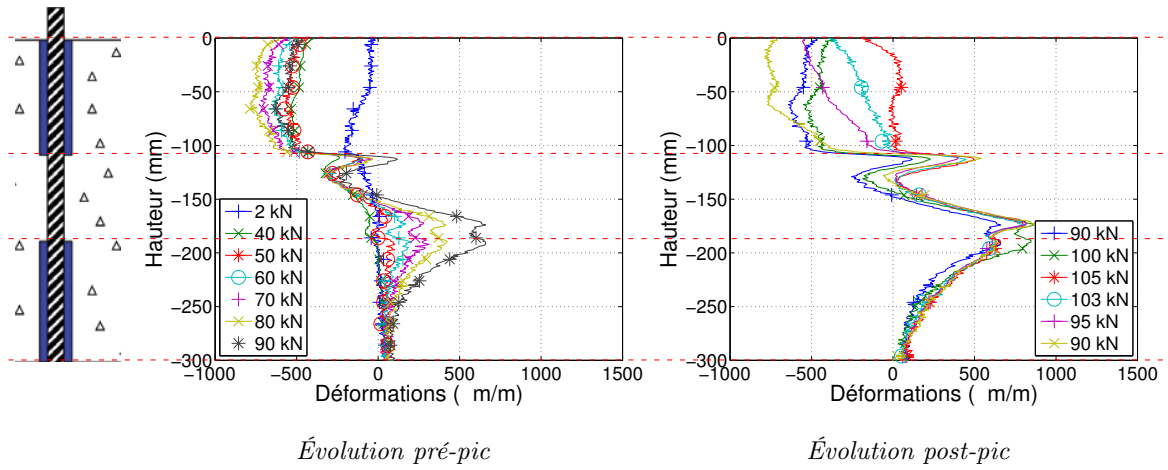 0
−50
−100
−150
−200
−250
−300
Hauteur (mm)
2 kN
40 kN
50 kN
60 kN
70 kN
80 kN
90 kN
−1000 −500 0 500 1000 1500
Déformations ( m/m)
Évolution pré-pic
0
−50
−100
−150
−200
−250
−300
Hauteur (mm)
90 kN
100 kN
105 kN
103 kN
95 kN
90 kN
−1000 −500 0 500 1000 1500
Déformations ( m/m)
Évolution post-pic